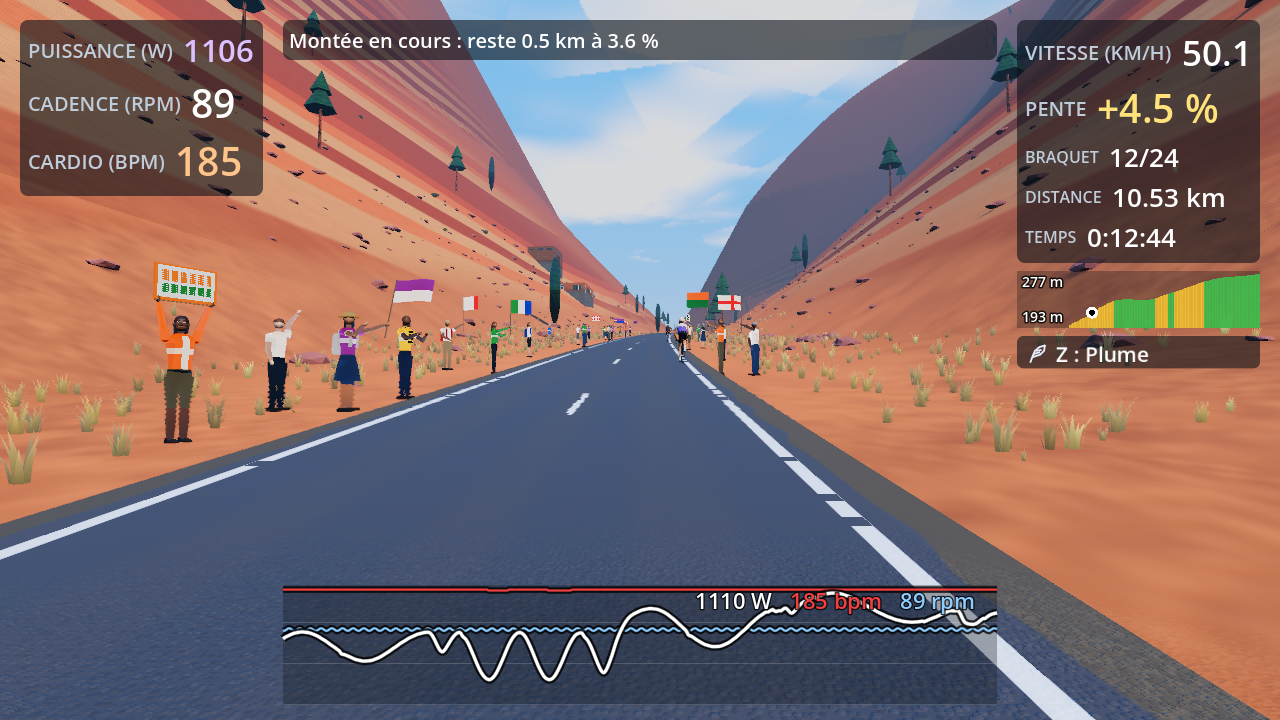 PUISSANCE (W) 1106
CADENCE (RPM) 89
CARDIO (BPM) 185
Montée en cours : reste 0.5 km à 3.6 %
VITESSE (KM/H) 50.1
PENTE +4.5 %
BRAQUET 12/24
DISTANCE 10.53 km
TEMPS 0:12:44
277 m
193 m
Z : Plume
1110 W 185 bpm 89 rpm